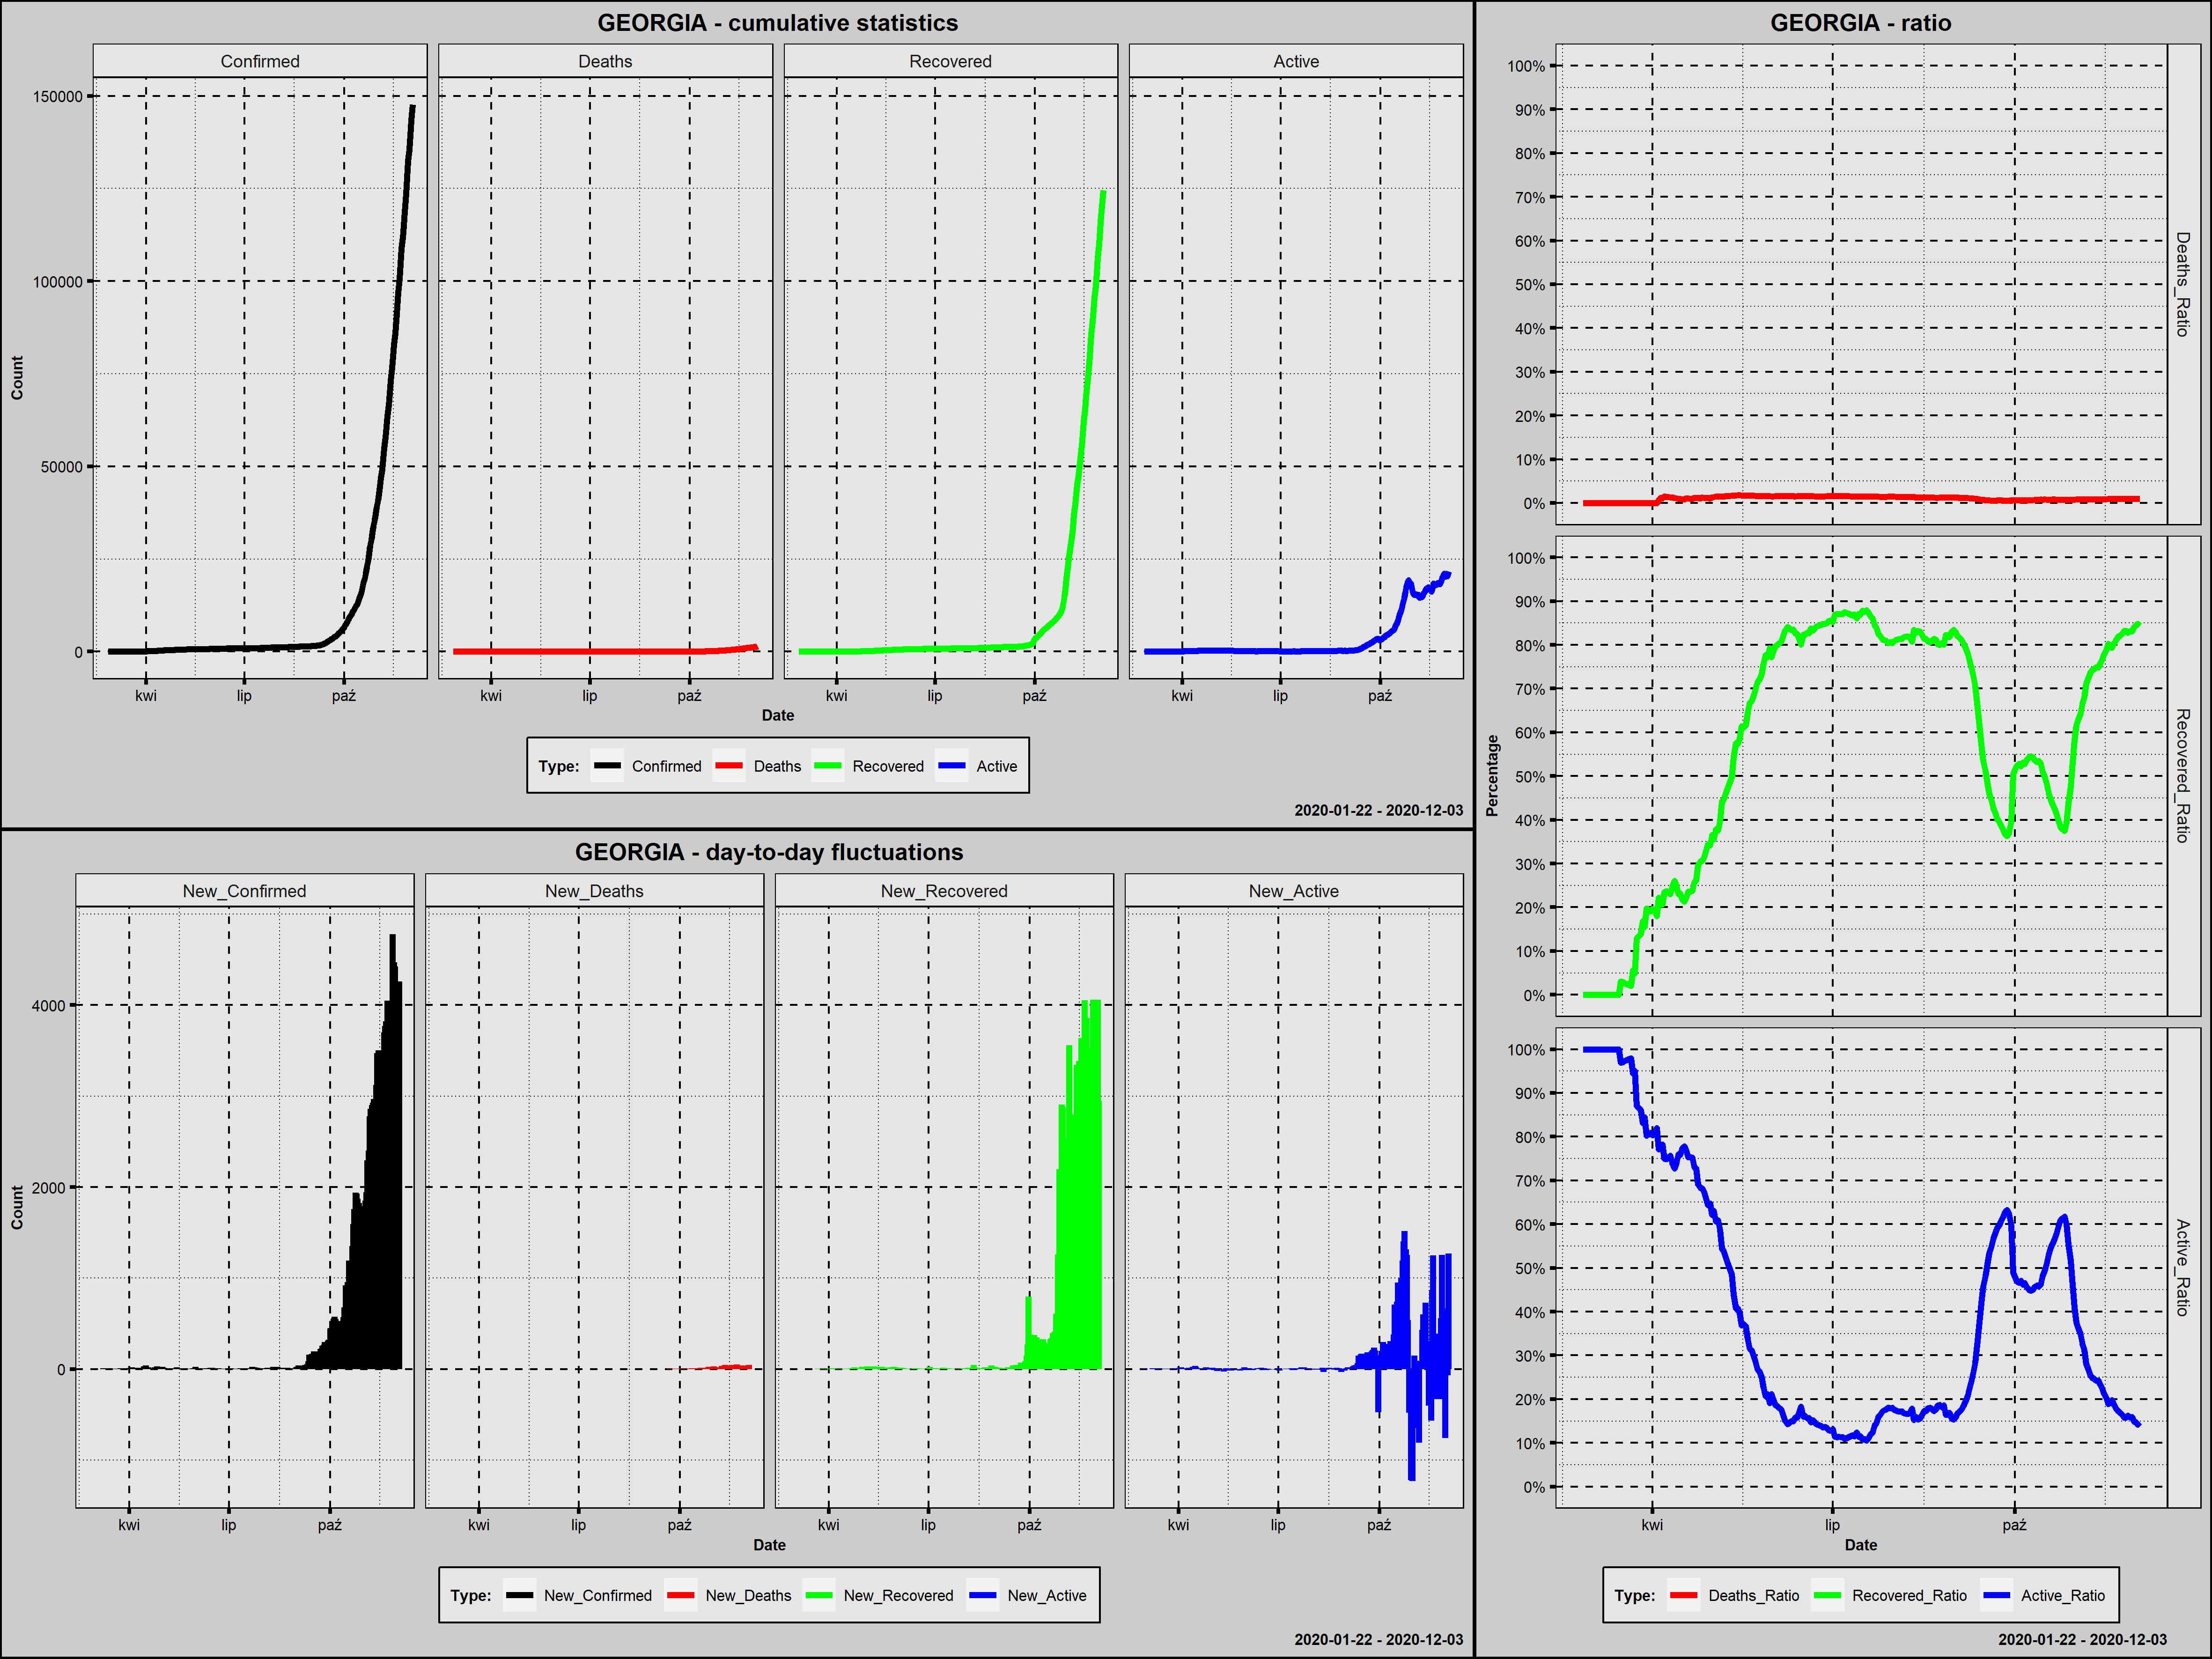 GEORGIA - cumulative statistics
Confirmed Deaths Recovered Active
150000
100000
50000
0
Count
kwi lip paź kwi lip paź kwi lip paź kwi lip paź
Date
Type: Confirmed Deaths Recovered Active
2020-01-22 - 2020-12-03
GEORGIA - day-to-day fluctuations
New_Confirmed New_Deaths New_Recovered New_Active
4000
2000
0
Count
kwi lip paź kwi lip paź kwi lip paź kwi lip paź
Date
Type: New_Confirmed New_Deaths New_Recovered New_Active
2020-01-22 - 2020-12-03
GEORGIA - ratio
100%
90%
80%
70%
60%
50%
40%
30%
20%
10%
0%
Deaths_Ratio
100%
90%
80%
70%
60%
50%
40%
30%
20%
10%
0%
Recovered_Ratio
Percentage
100%
90%
80%
70%
60%
50%
40%
30%
20%
10%
0%
Active_Ratio
kwi lip paź
Date
Type: Deaths_Ratio Recovered_Ratio Active_Ratio
2020-01-22 - 2020-12-03